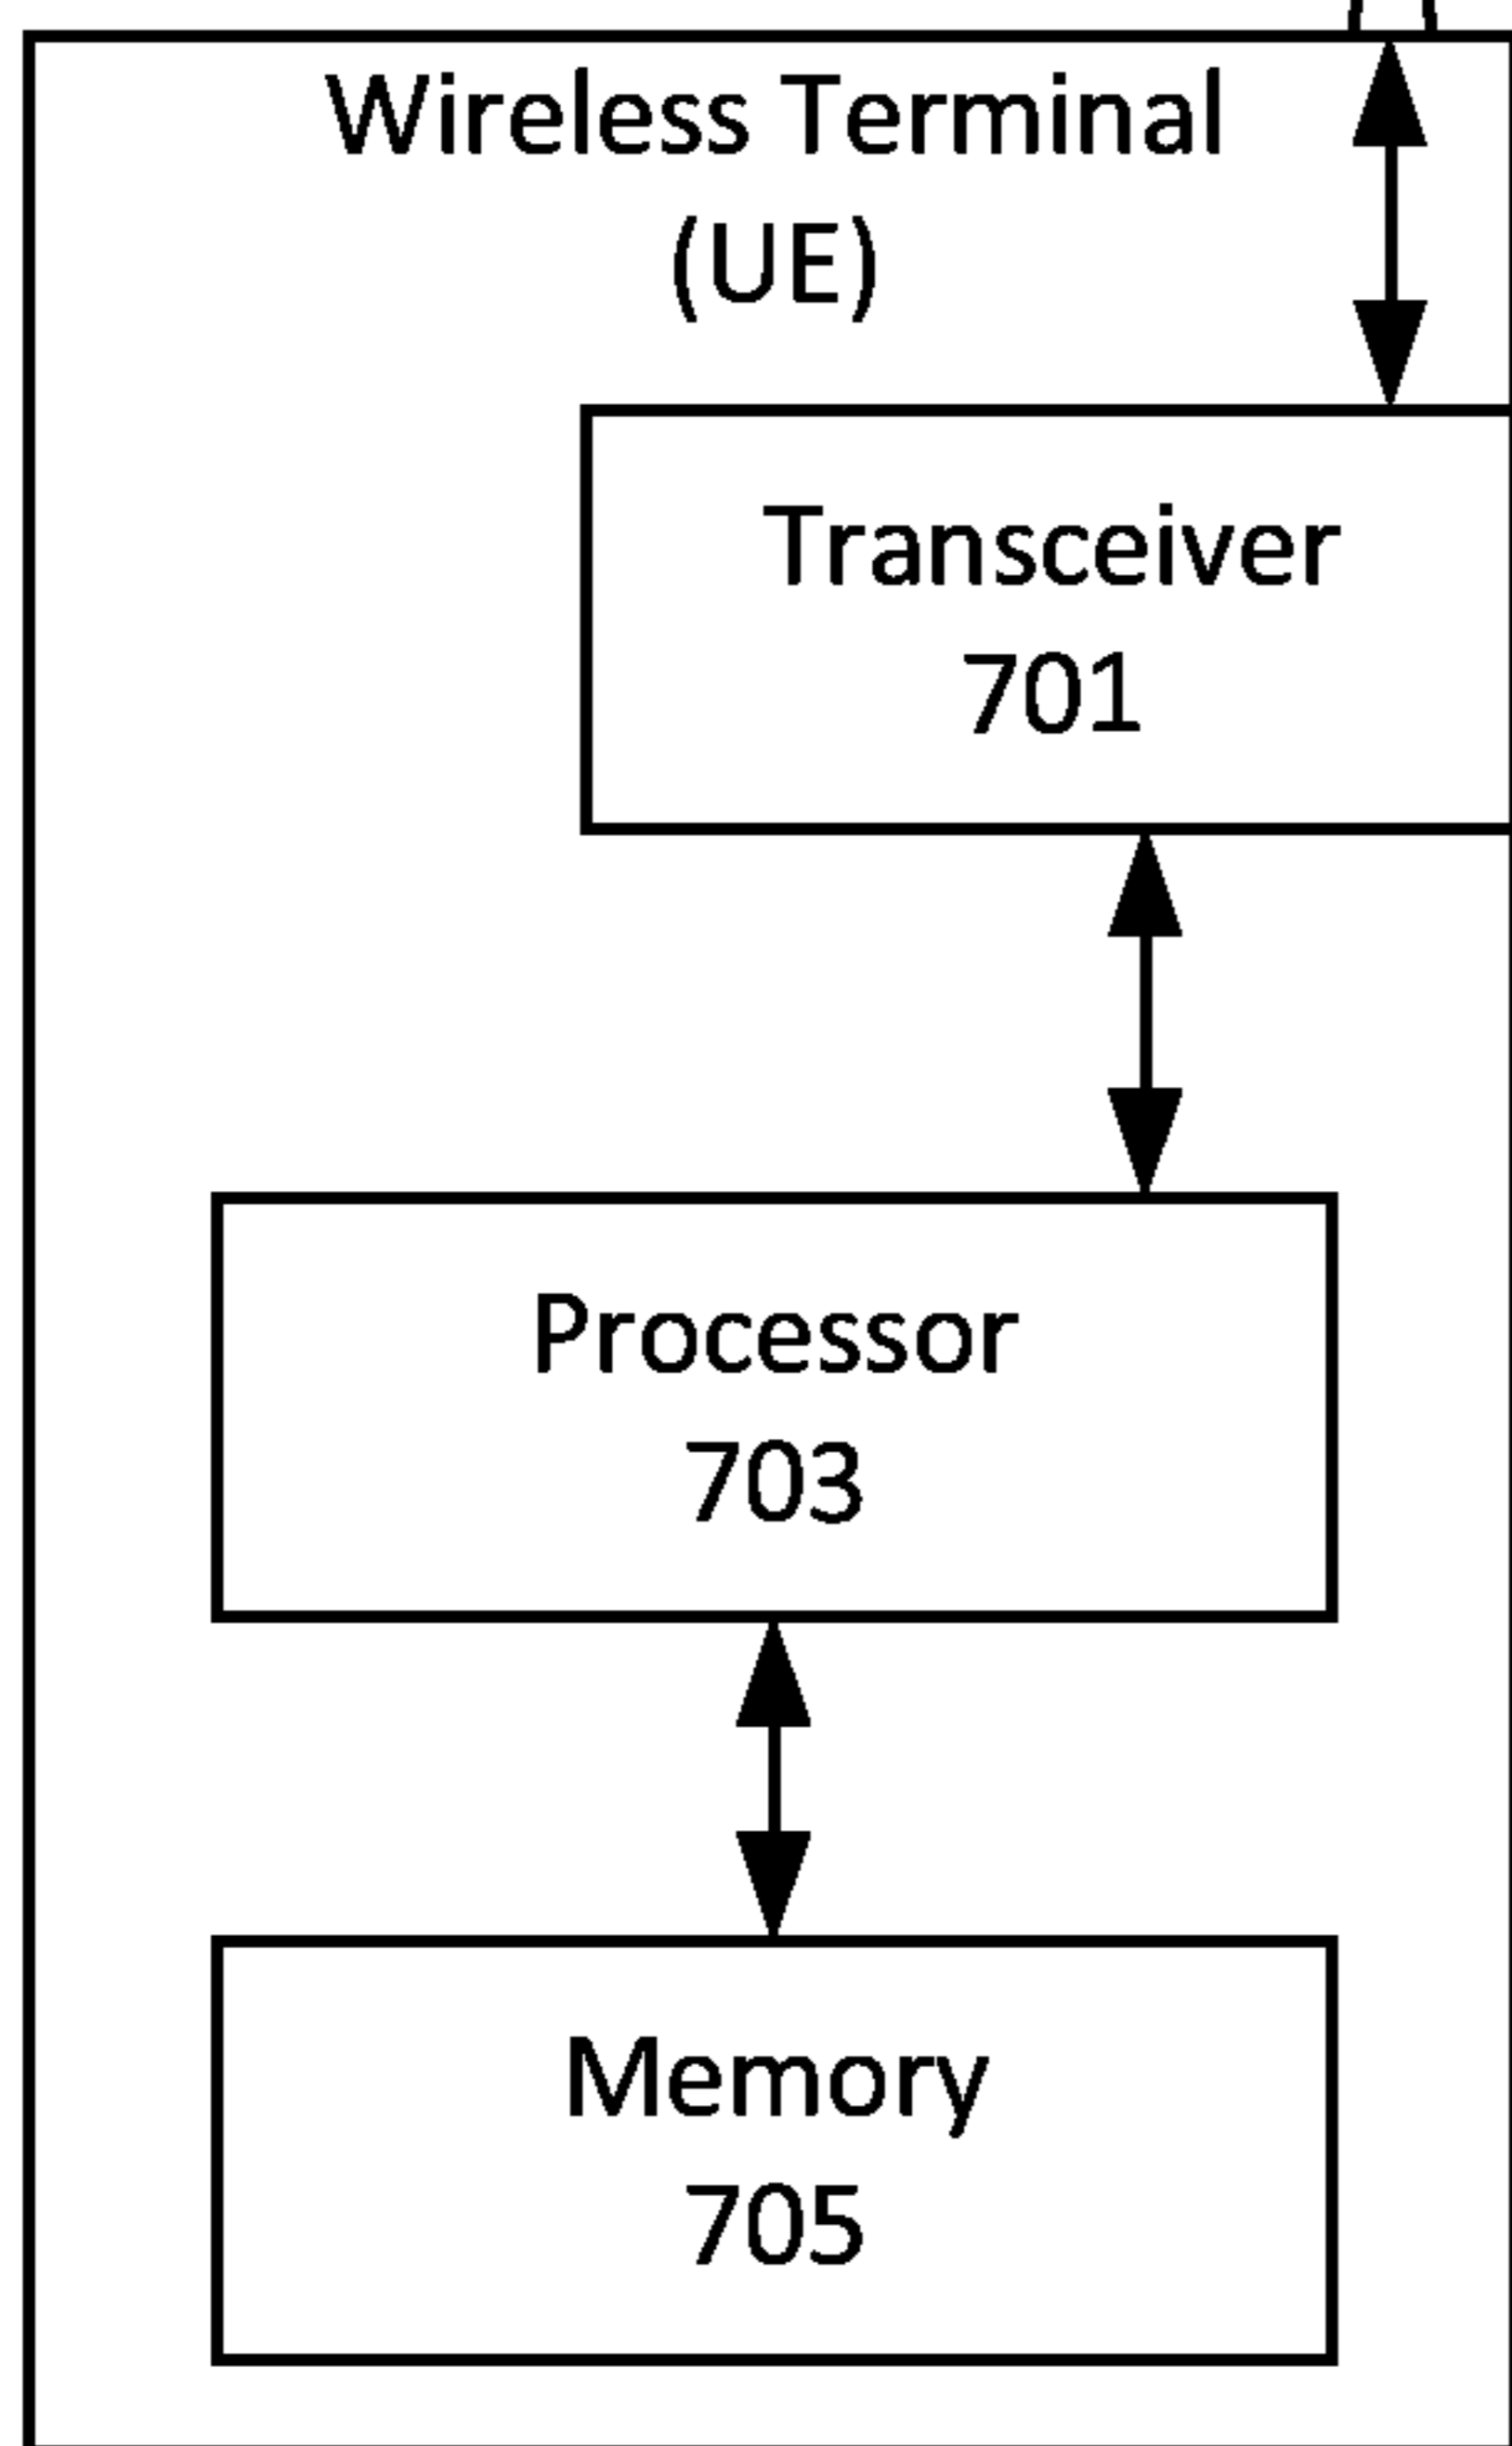 Wireless Terminal
(UE)
Transceiver
701
Processor
703
Memory
705